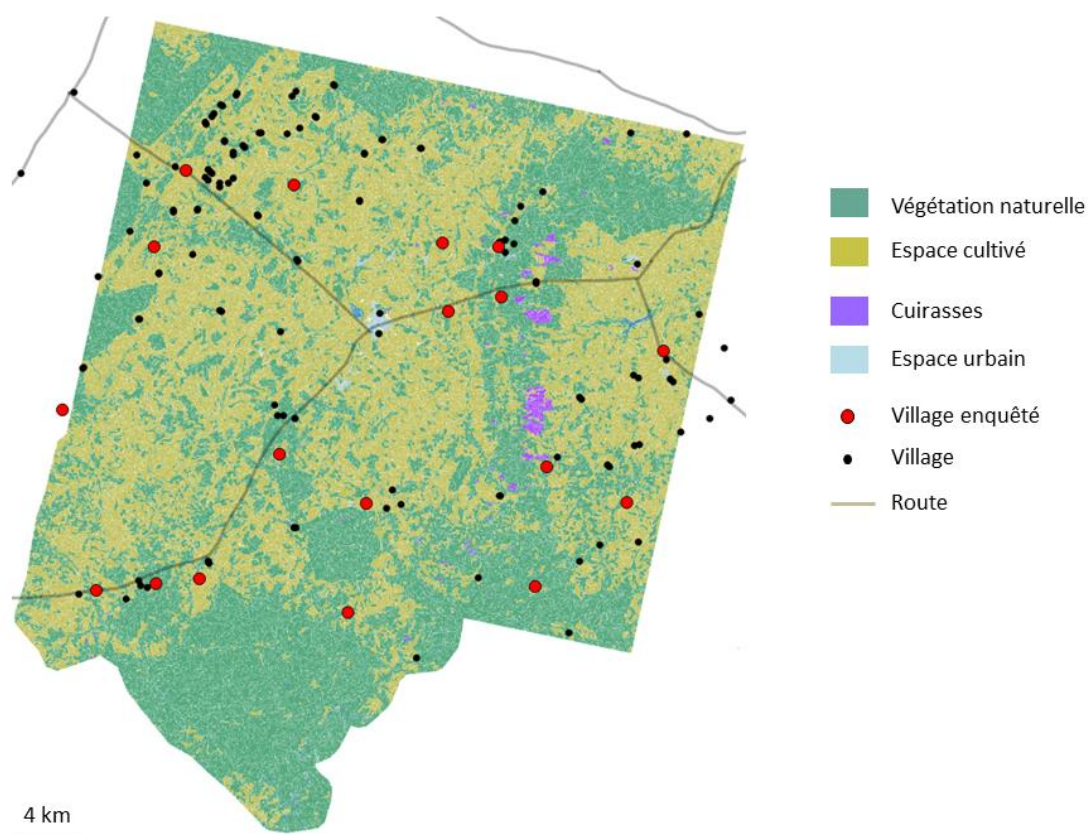 Végétation naturelle
Espace cultivé
Cuirasses
Espace urbain
Village enquêté
Village
Route
4 km